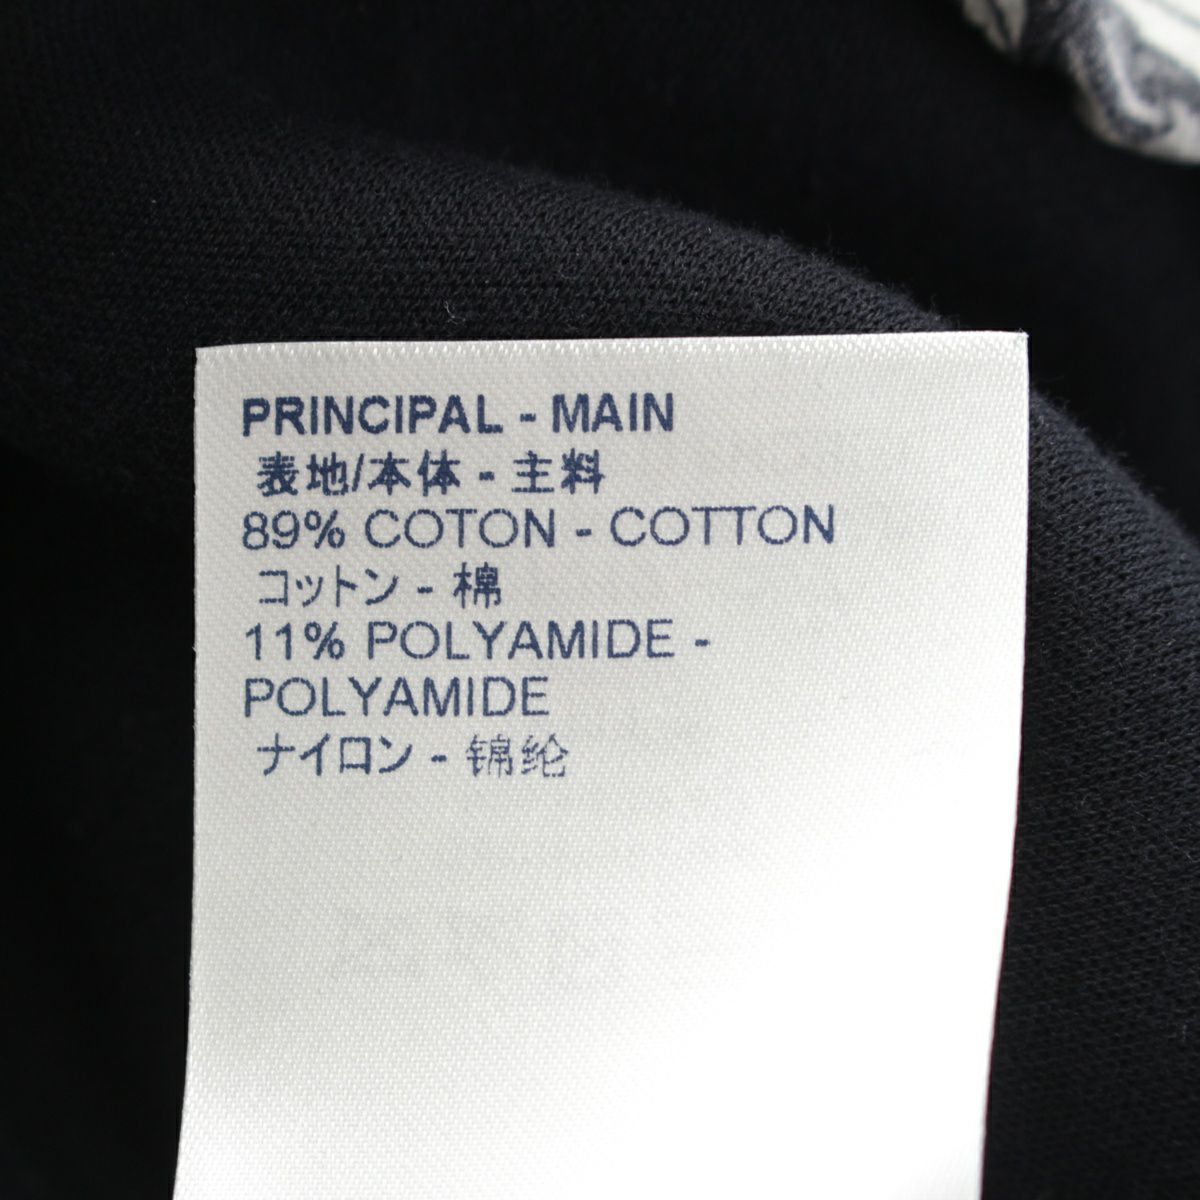 PRINCIPAL - MAIN
表地/本体 - 主料
89% COTON - COTTON
コットン - 棉
11% POLYAMIDE -
POLYAMIDE
ナイロン - 锦纶